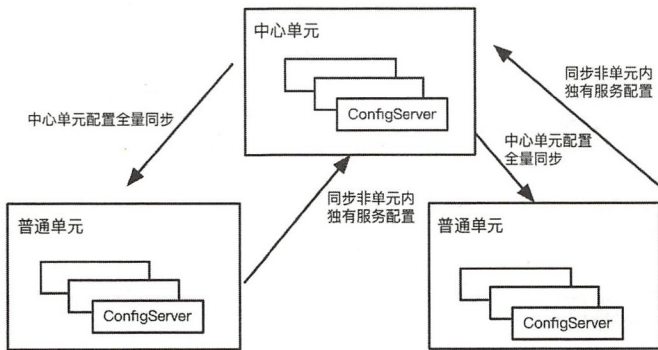 中心单元
ConfigServer
中心单元配置全量同步
同步非单元内
独有服务配置
中心单元配置
全量同步
同步非单元内
独有服务配置
普通单元
ConfigServer
普通单元
ConfigServer